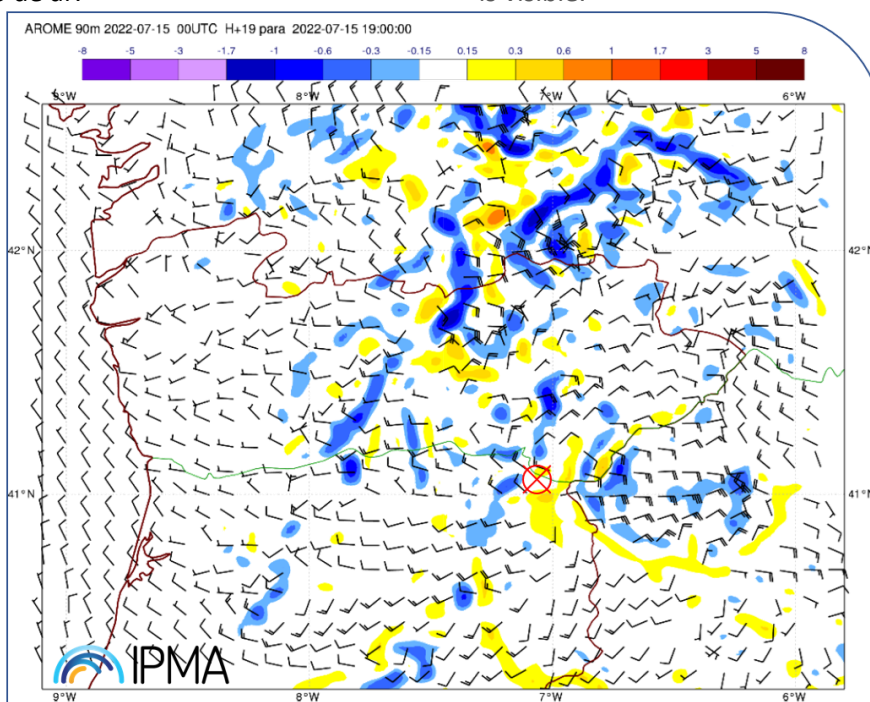 AROME 90m 2022-07-15 00UTC H+19 para 2022-07-15 19:00:00
-8 -5 -3 -1.7 -1 -0.6 -0.3 -0.15 0.15 0.3 0.6 1 1.7 3 5 8
9°W 8°W 7°W 6°W
42°N 42°N
41°N 41°N
IPMA
9°W 8°W 7°W 6°W